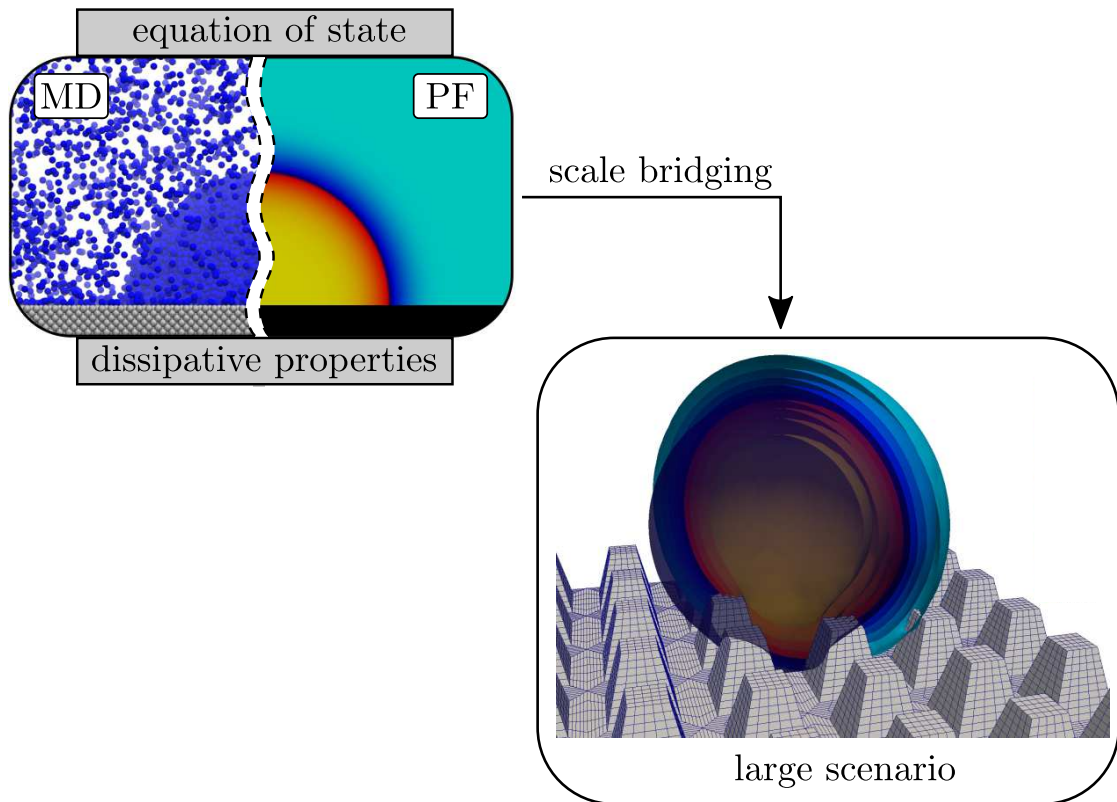 equation of state
MD
PF
dissipative properties
scale bridging
large scenario